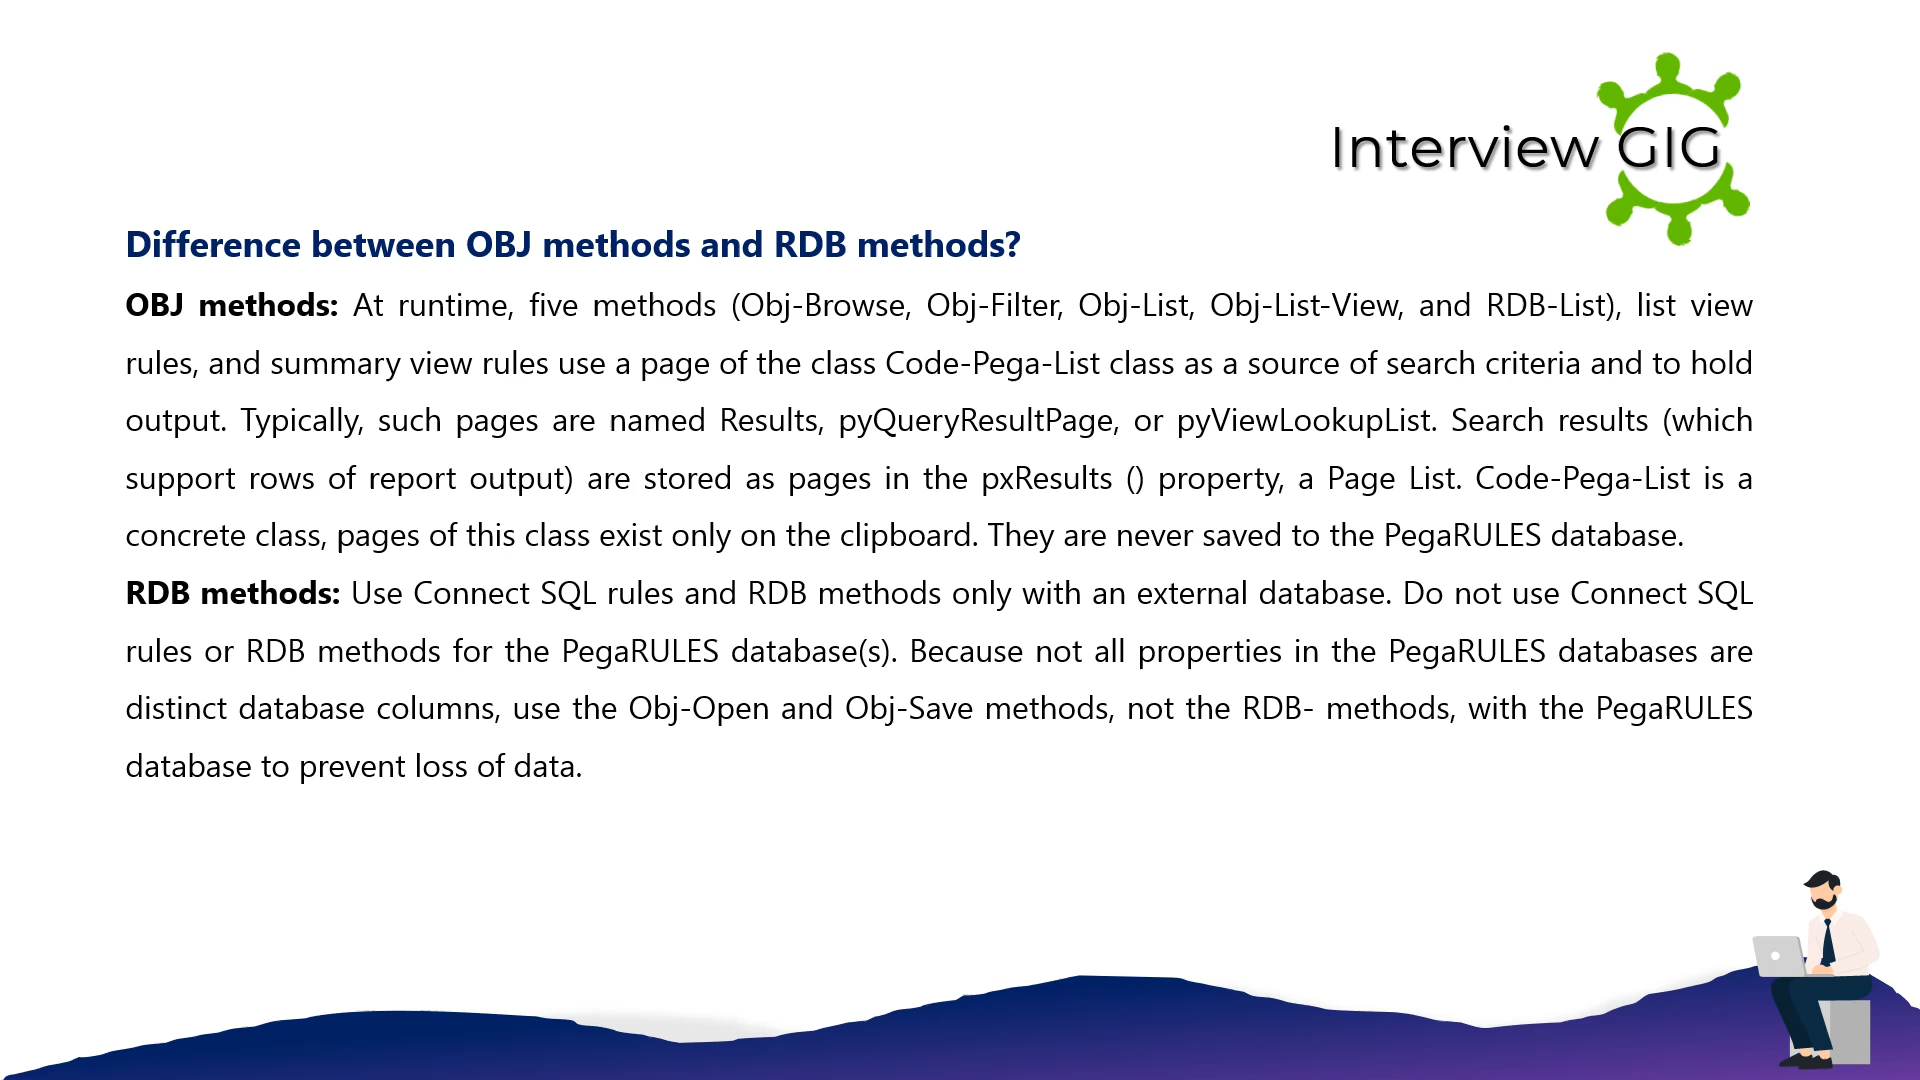 Interview GIG
Difference between OBJ methods and RDB methods?
OBJ methods: At runtime, five methods (Obj-Browse, Obj-Filter, Obj-List, Obj-List-View, and RDB-List), list view
rules, and summary view rules use a page of the class Code-Pega-List class as a source of search criteria and to hold
output. Typically, such pages are named Results, pyQueryResultPage, or pyViewLookupList. Search results (which
support rows of report output) are stored as pages in the pxResults () property, a Page List. Code-Pega-List is a
concrete class, pages of this class exist only on the clipboard. They are never saved to the PegaRULES database.
RDB methods: Use Connect SQL rules and RDB methods only with an external database. Do not use Connect SQL
rules or RDB methods for the PegaRULES database(s). Because not all properties in the PegaRULES databases are
distinct database columns, use the Obj-Open and Obj-Save methods, not the RDB- methods, with the PegaRULES
database to prevent loss of data.